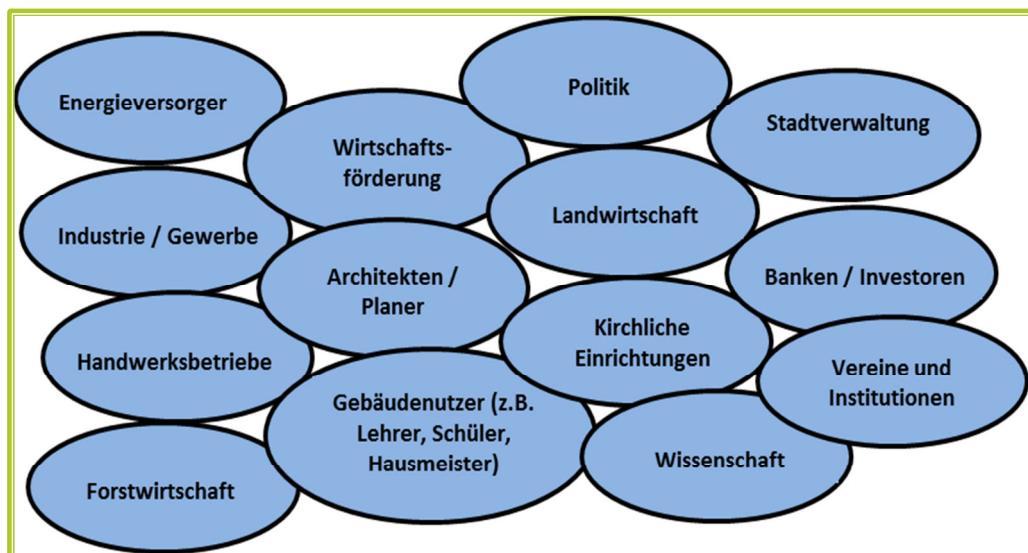 Energieversorger
Politik
Stadtverwaltung
Wirtschafts-
förderung
Industrie / Gewerbe
Landwirtschaft
Architekten /
Planer
Banken / Investoren
Handwerksbetriebe
Kirchliche
Einrichtungen
Vereine und
Institutionen
Gebäudenutzer (z.B.
Lehrer, Schüler,
Hausmeister)
Wissenschaft
Forstwirtschaft